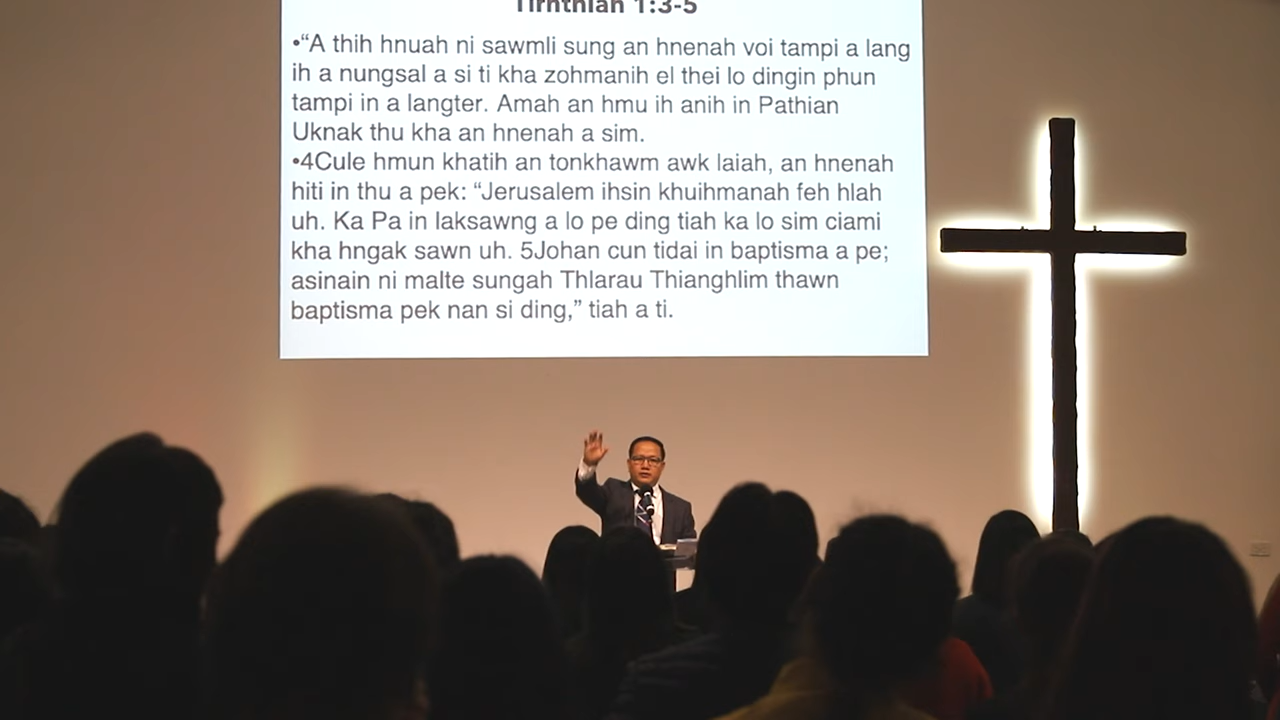 Tirhthlah 1:3-5
•“A thih hnuah ni sawmli sung an hnenah voi tampi a lang
ih a nungsal a si ti kha zohmanih el thei lo dingin phun
tampi in a langter. Amah an hmu ih anih in Pathian
Uknak thu kha an hnenah a sim.
•4Cule hmun khatih an tonkhawm awk laiah, an hnenah
hiti in thu a pek: “Jerusalem ihsin khuihmanah feh hlah
uh. Ka Pa in laksawng a lo pe ding tiah ka lo sim ciami
kha hngak sawn uh. 5Johan cun tidai in baptisma a pe;
asinain ni malte sungah Thlarau Thianghlim thawn
baptisma pek nan si ding,” tiah a ti.